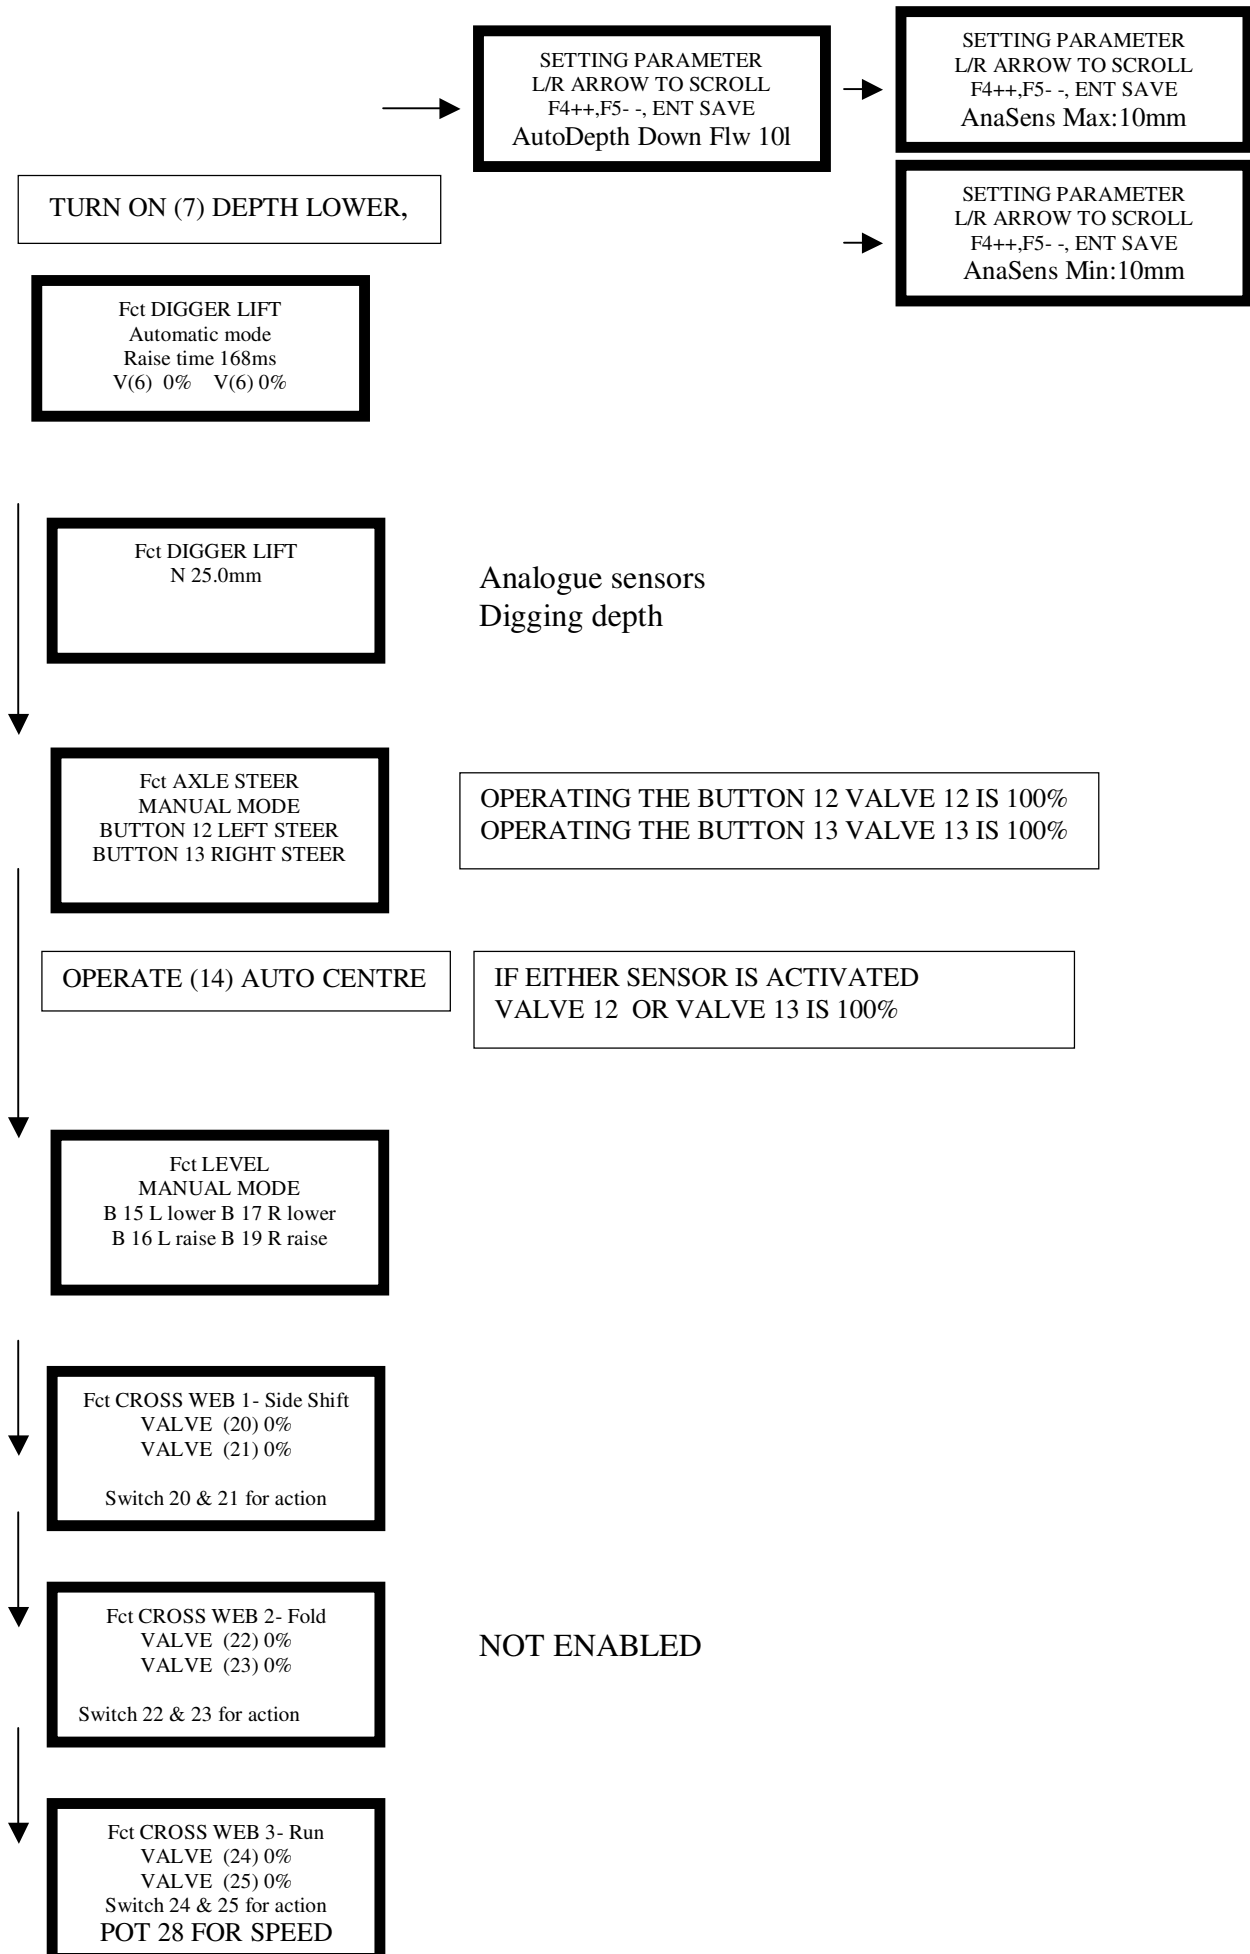 SETTING PARAMETER
L/R ARROW TO SCROLL
F4++,F5- -, ENT SAVE
AutoDepth Down Flw 10l
SETTING PARAMETER
L/R ARROW TO SCROLL
F4++,F5- -, ENT SAVE
AnaSens Max:10mm
SETTING PARAMETER
L/R ARROW TO SCROLL
F4++,F5- -, ENT SAVE
AnaSens Min:10mm
TURN ON (7) DEPTH LOWER,
Fct DIGGER LIFT
Automatic mode
Raise time 168ms
V(6) 0% V(6) 0%
Fct DIGGER LIFT
N 25.0mm
Analogue sensors
Digging depth
Fct AXLE STEER
MANUAL MODE
BUTTON 12 LEFT STEER
BUTTON 13 RIGHT STEER
OPERATING THE BUTTON 12 VALVE 12 IS 100%
OPERATING THE BUTTON 13 VALVE 13 IS 100%
OPERATE (14) AUTO CENTRE
IF EITHER SENSOR IS ACTIVATED
VALVE 12 OR VALVE 13 IS 100%
Fct LEVEL
MANUAL MODE
B 15 L lower B 17 R lower
B 16 L raise B 19 R raise
Fct CROSS WEB 1- Side Shift
VALVE (20) 0%
VALVE (21) 0%
Switch 20 & 21 for action
Fct CROSS WEB 2- Fold
VALVE (22) 0%
VALVE (23) 0%
Switch 22 & 23 for action
NOT ENABLED
Fct CROSS WEB 3- Run
VALVE (24) 0%
VALVE (25) 0%
Switch 24 & 25 for action
POT 28 FOR SPEED